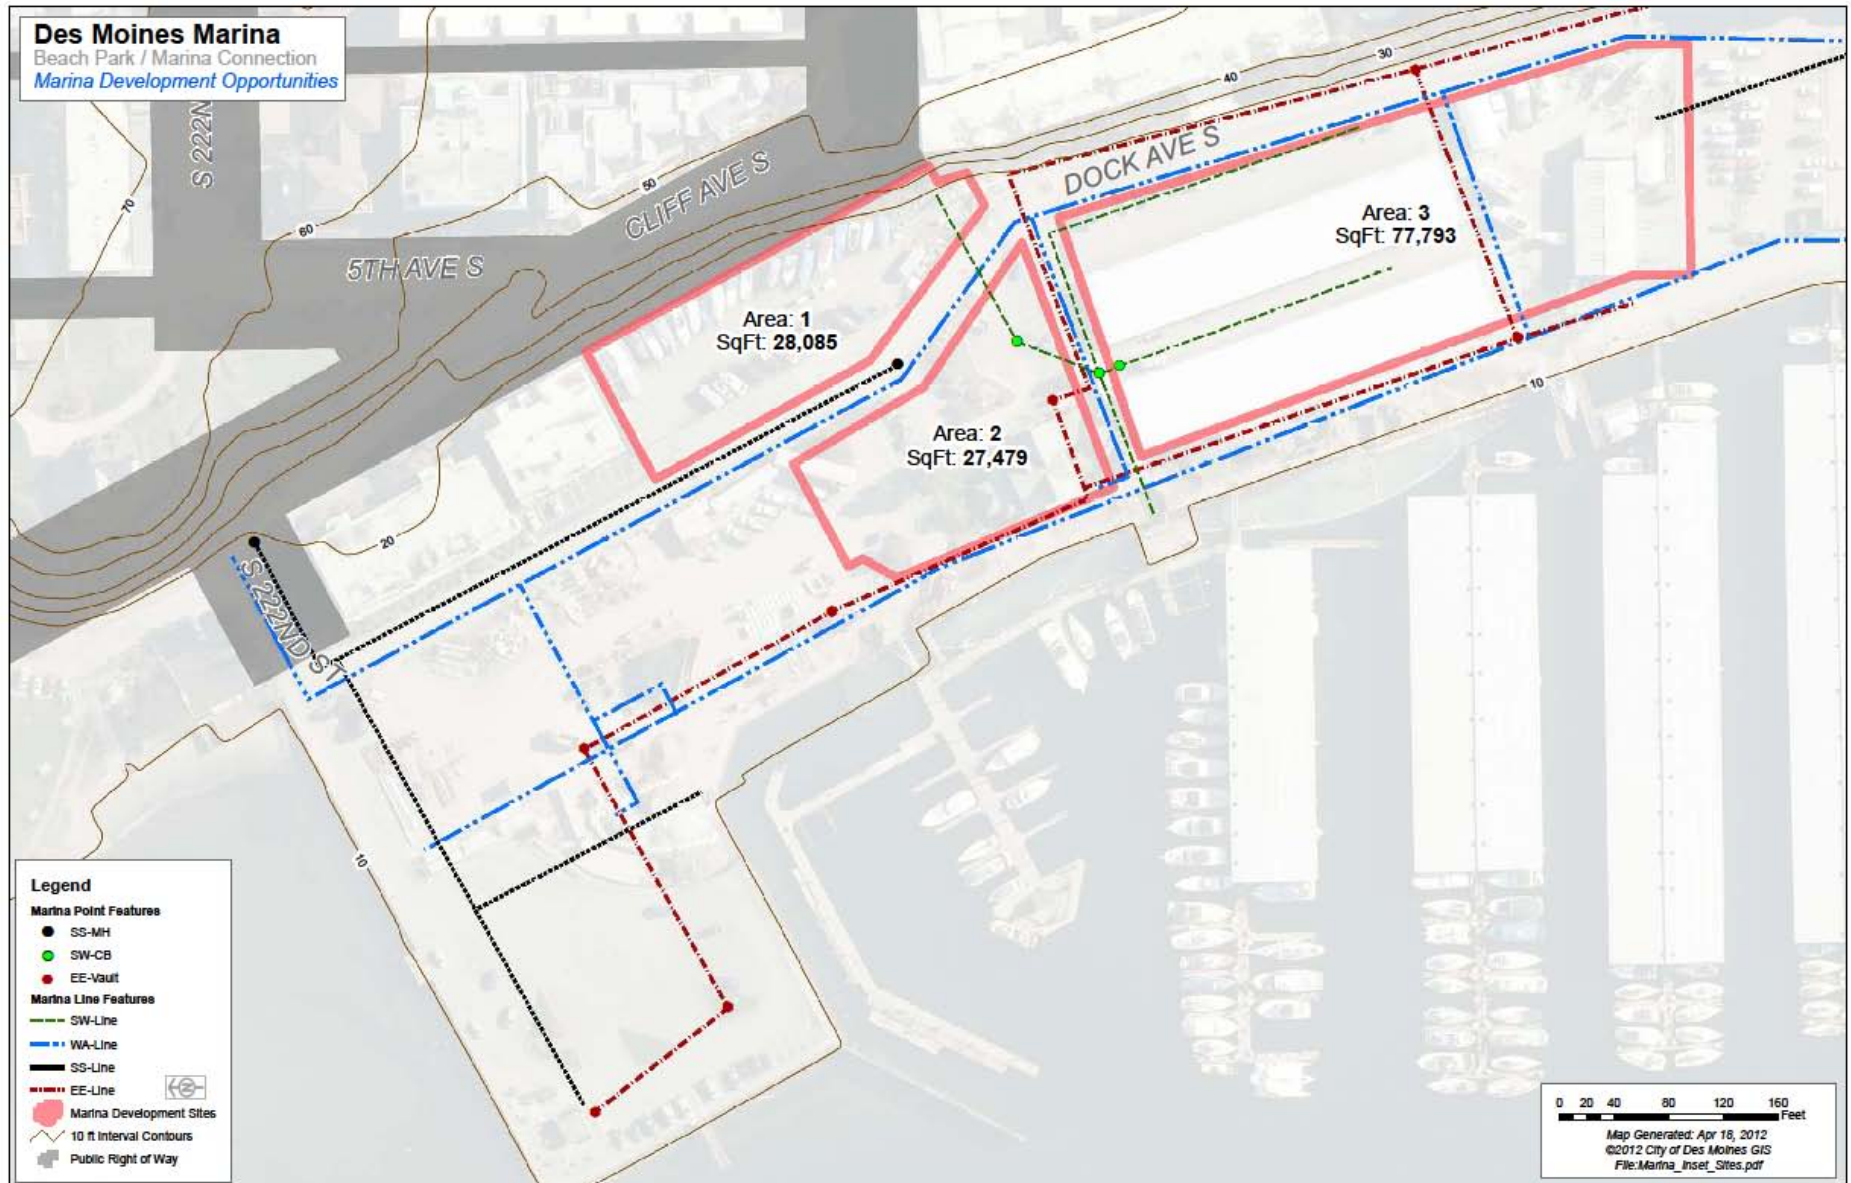 Des Moines Marina
Beach Park / Marina Connection
Marina Development Opportunities
S 222N
70
60
50
40
30
CLIFF AVE S
5TH AVE S
DOCK AVE S
Area: 3
SqFt: 77,793
Area: 1
SqFt: 28,085
Area: 2
SqFt: 27,479
10
20
S 222ND ST
10
Legend
Marina Point Features
SS-MH
SW-CB
EE-Vault
Marina Line Features
SW-Line
WA-Line
SS-Line
EE-Line
N
Marina Development Sites
10 ft Interval Contours
Public Right of Way
0 20 40 80 120 160
Feet
Map Generated: Apr 18, 2012
©2012 City of Des Moines GIS
File:Marina_Inset_Sites.pdf